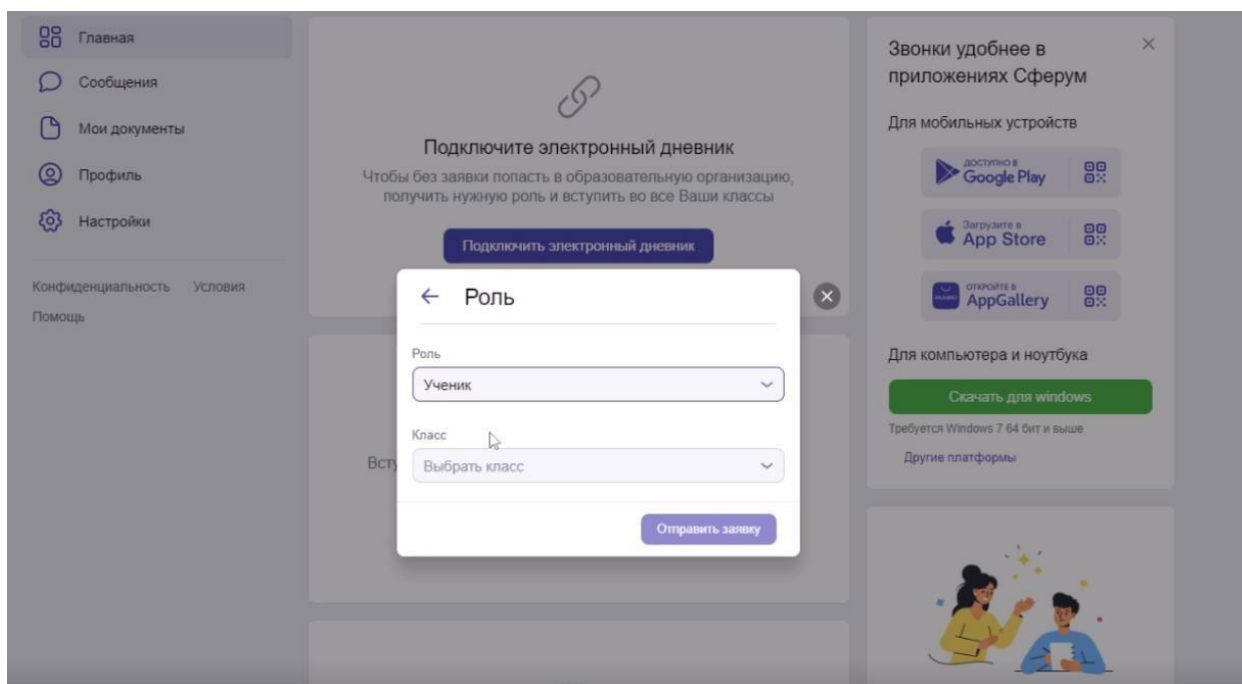 Главная
Сообщения
Мои документы
Профиль
Настройки
Конфиденциальность Условия
Помощь
Подключите электронный дневник
Чтобы без заявки попасть в образовательную организацию,
получить нужную роль и вступить во все Ваши классы
Подключить электронный дневник
Роль
Роль
Ученик
Класс
Выбрать класс
Отправить заявку
Всту
Звонки удобнее в
приложениях Сферум
Для мобильных устройств
ДОСТУПНО В
Google Play
Загрузите в
App Store
ОТКРОЙТЕ В
AppGallery
Для компьютера и ноутбука
Скачать для windows
Требуется Windows 7 64 бит и выше
Другие платформы